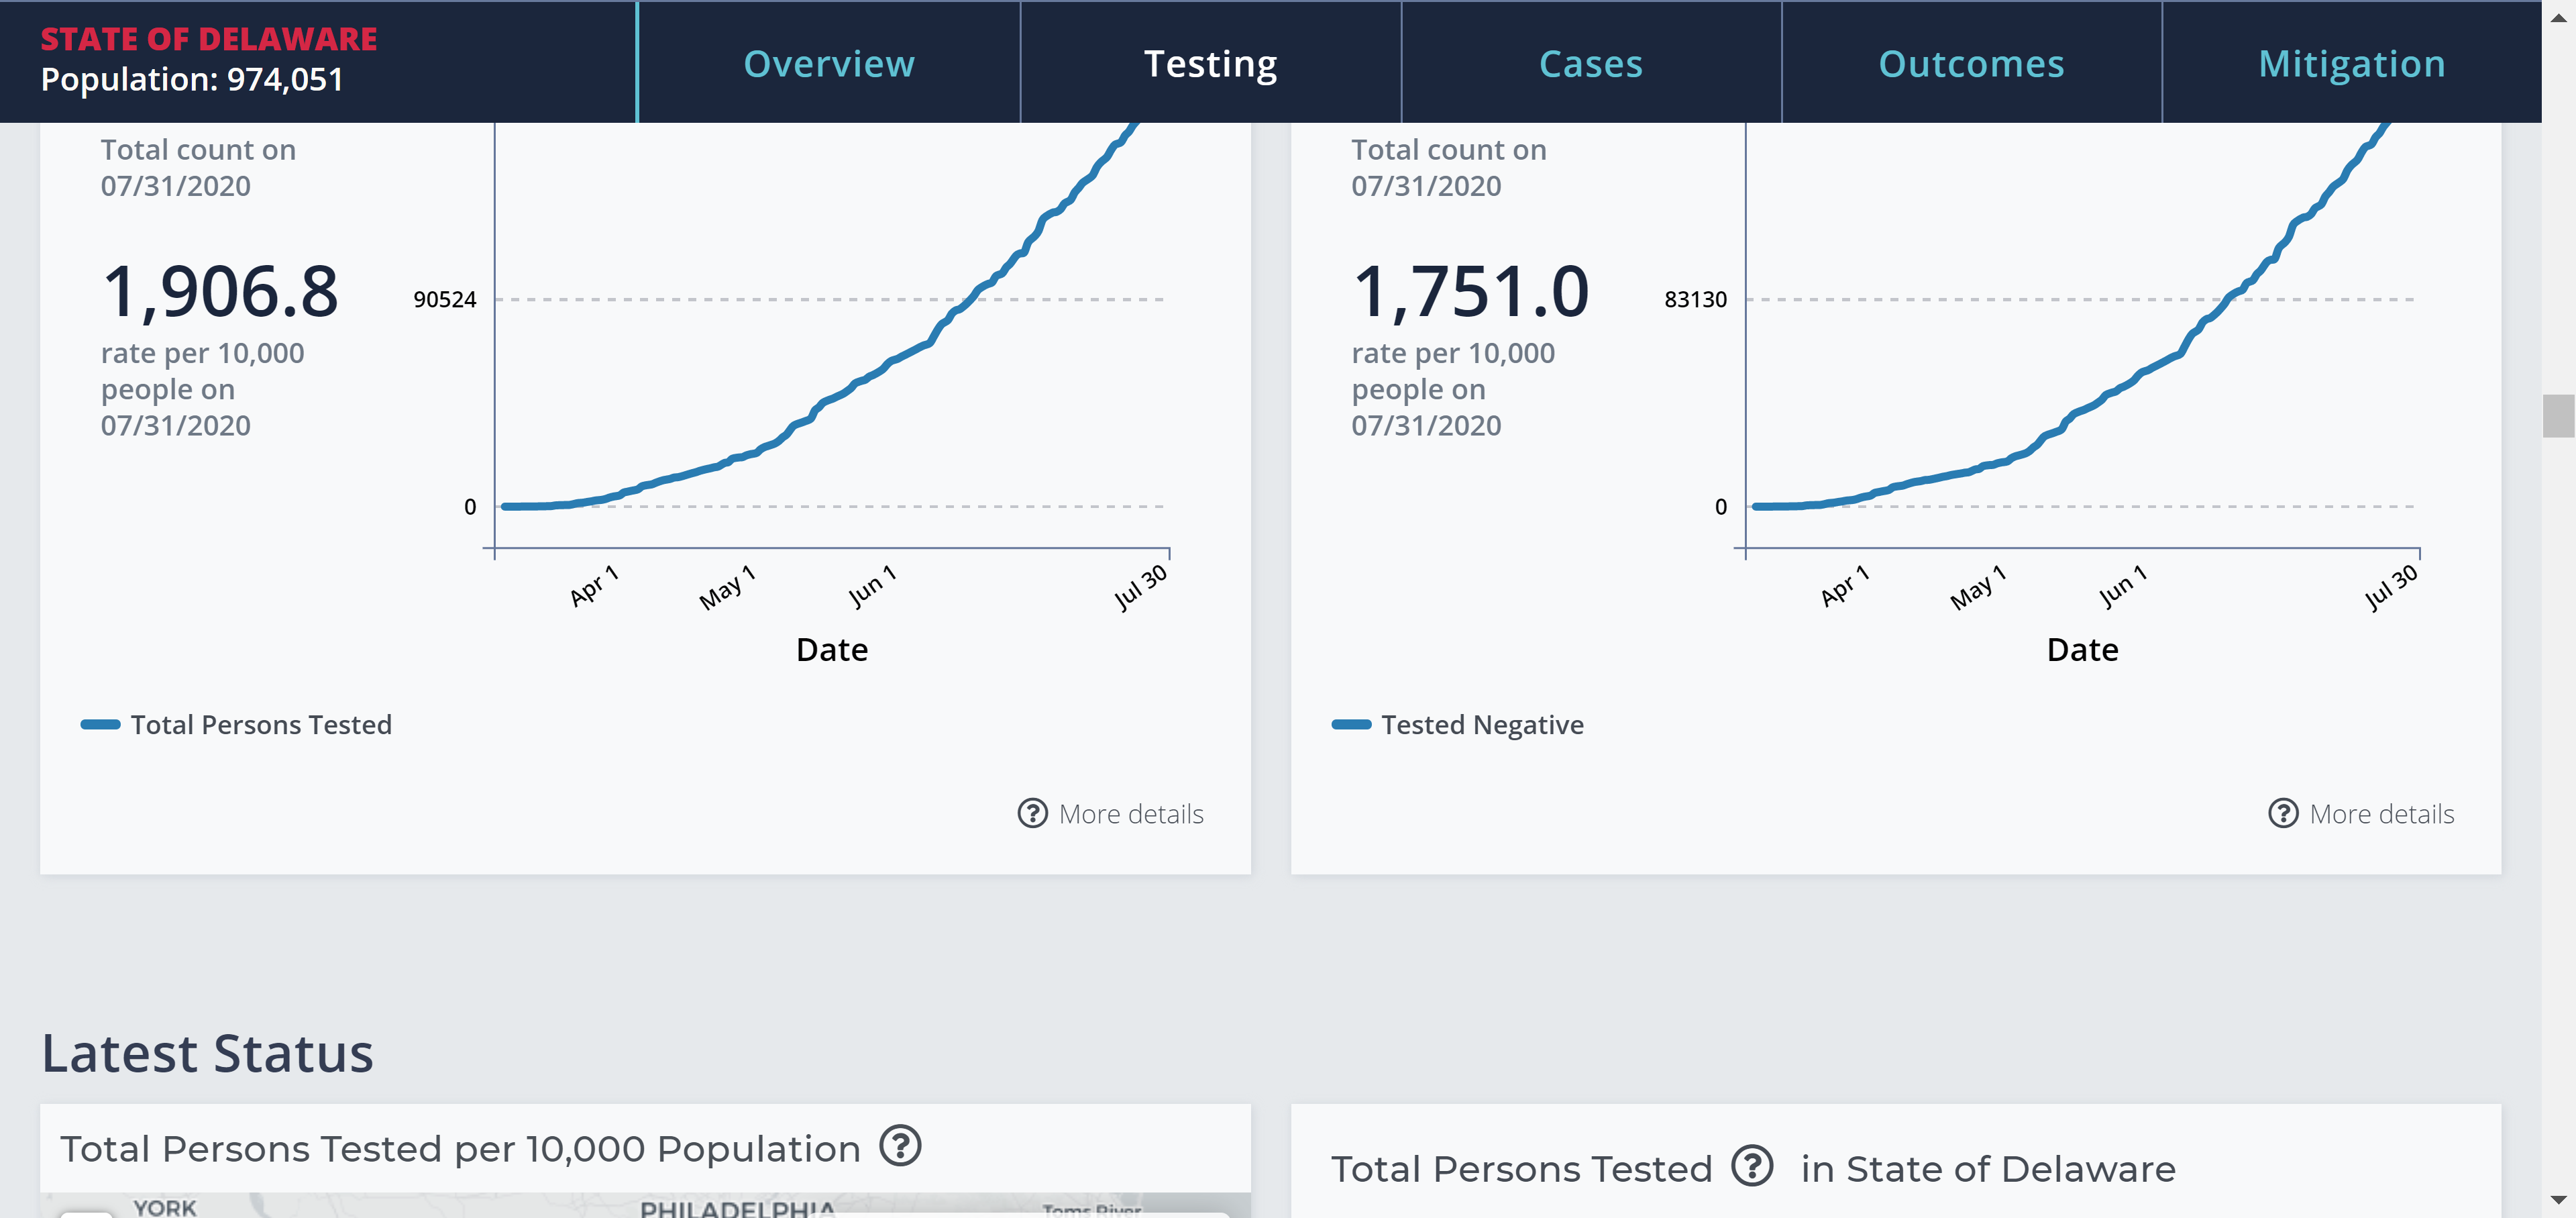 STATE OF DELAWARE
Population: 974,051
Overview
Testing
Cases
Outcomes
Mitigation
Total count on
07/31/2020
1,906.8
rate per 10,000
people on
07/31/2020
90524
0
Apr 1
May 1
Jun 1
Jul 30
Date
Total Persons Tested
More details
Total count on
07/31/2020
1,751.0
rate per 10,000
people on
07/31/2020
83130
0
Apr 1
May 1
Jun 1
Jul 30
Date
Tested Negative
More details
Latest Status
Total Persons Tested per 10,000 Population
YORK
PHILADELPHIA
Toms River
Total Persons Tested in State of Delaware